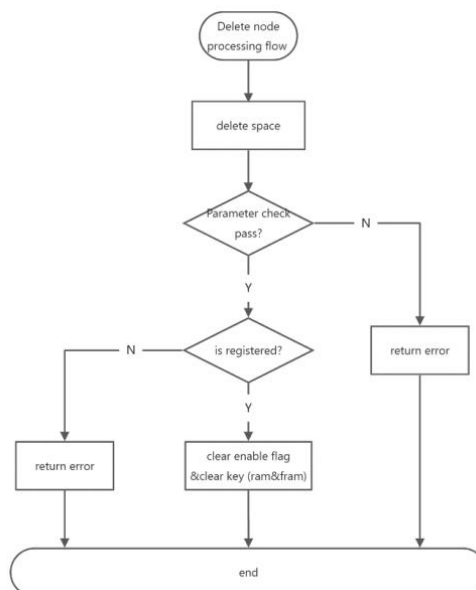 Delete node
processing flow
delete space
Parameter check
pass?
N
Y
is registered?
N
return error
Y
return error
clear enable flag
&clear key (ram&fram)
end